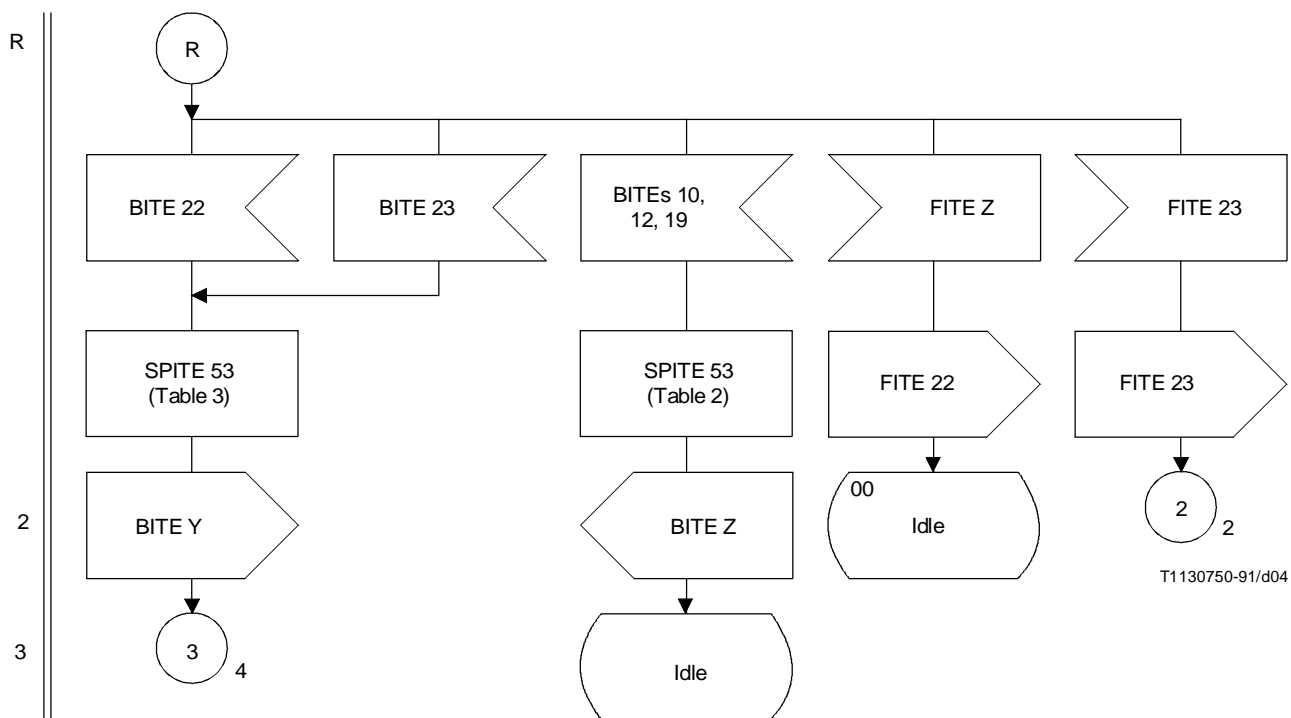 R
R
BITE 22
BITE 23
BITEs 10,
12, 19
FITE Z
FITE 23
SPITE 53
(Table 3)
SPITE 53
(Table 2)
FITE 22
FITE 23
2
BITE Y
BITE Z
00
Idle
2
2
T1130750-91/d04
3
3
4
Idle